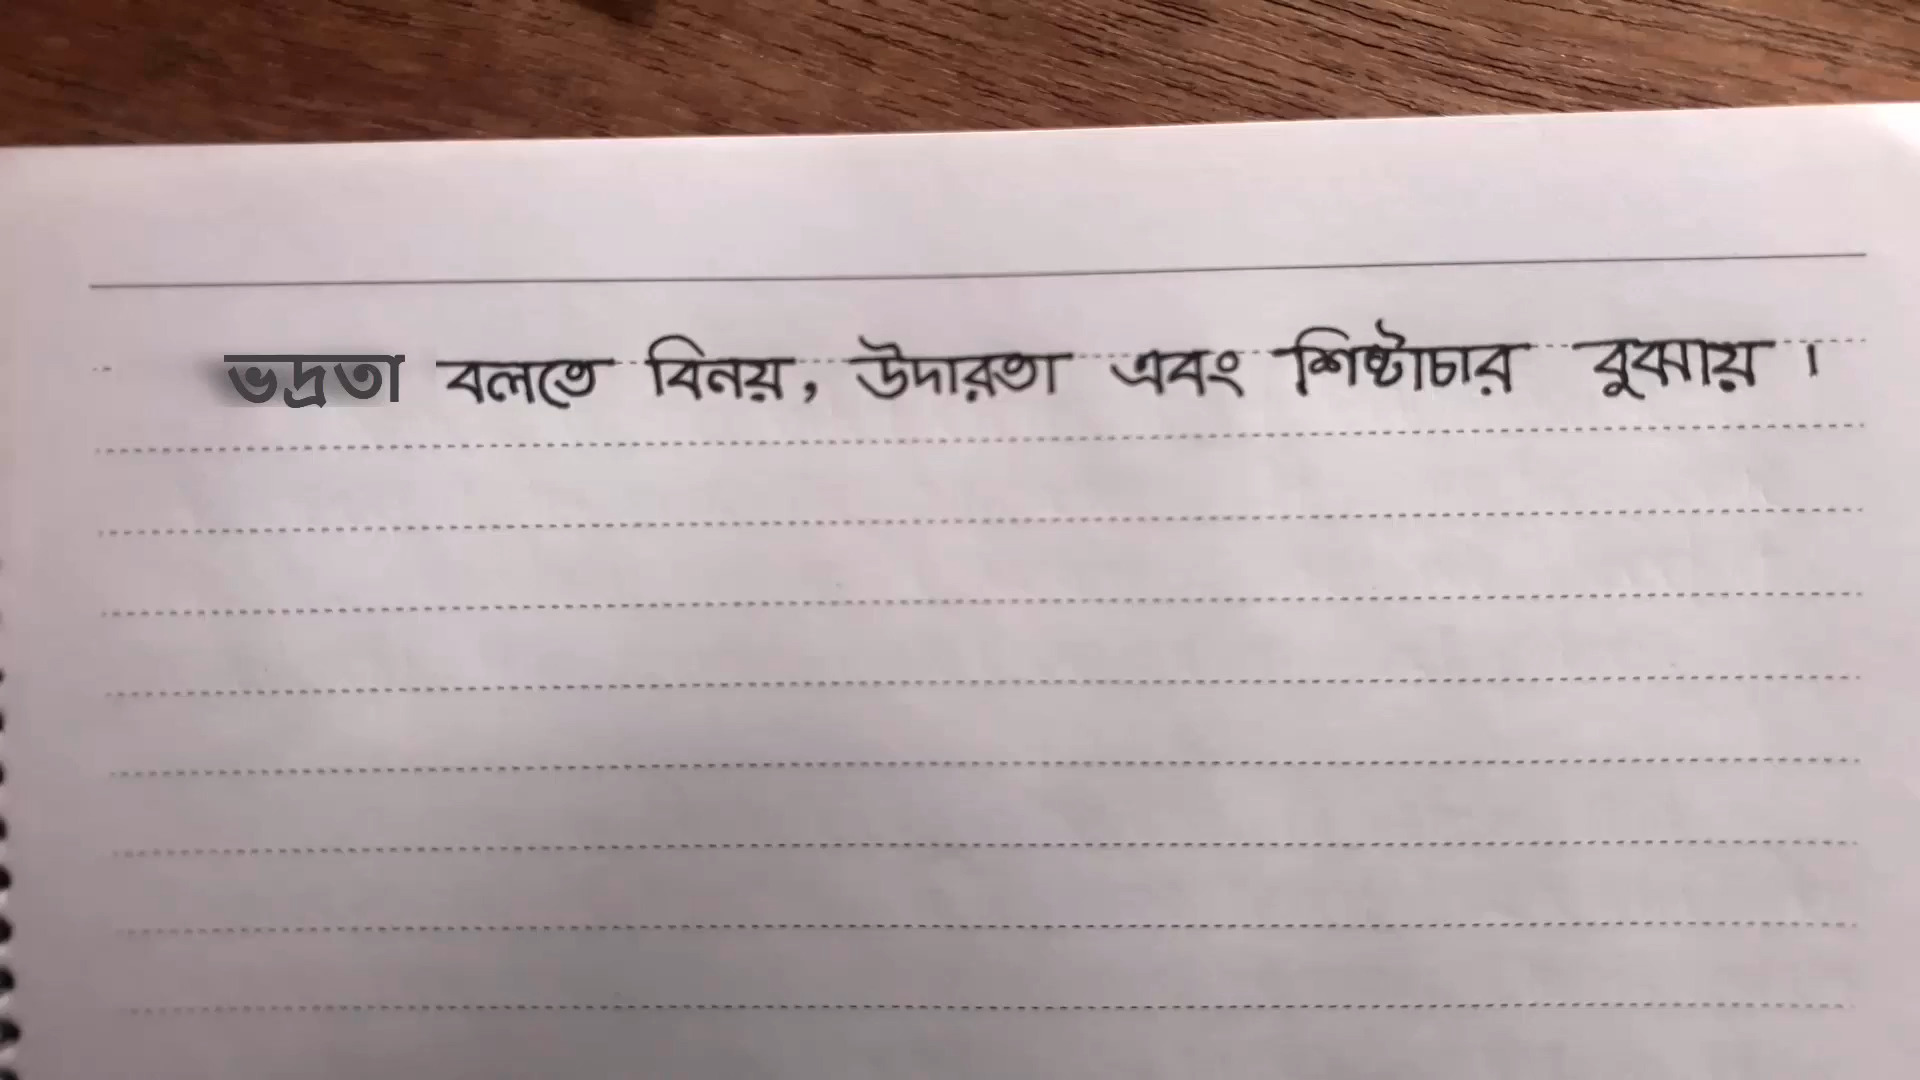 ভদ্রতা বলতে বিনয়, উদারতা এবং শিষ্টাচার বুঝায় ।